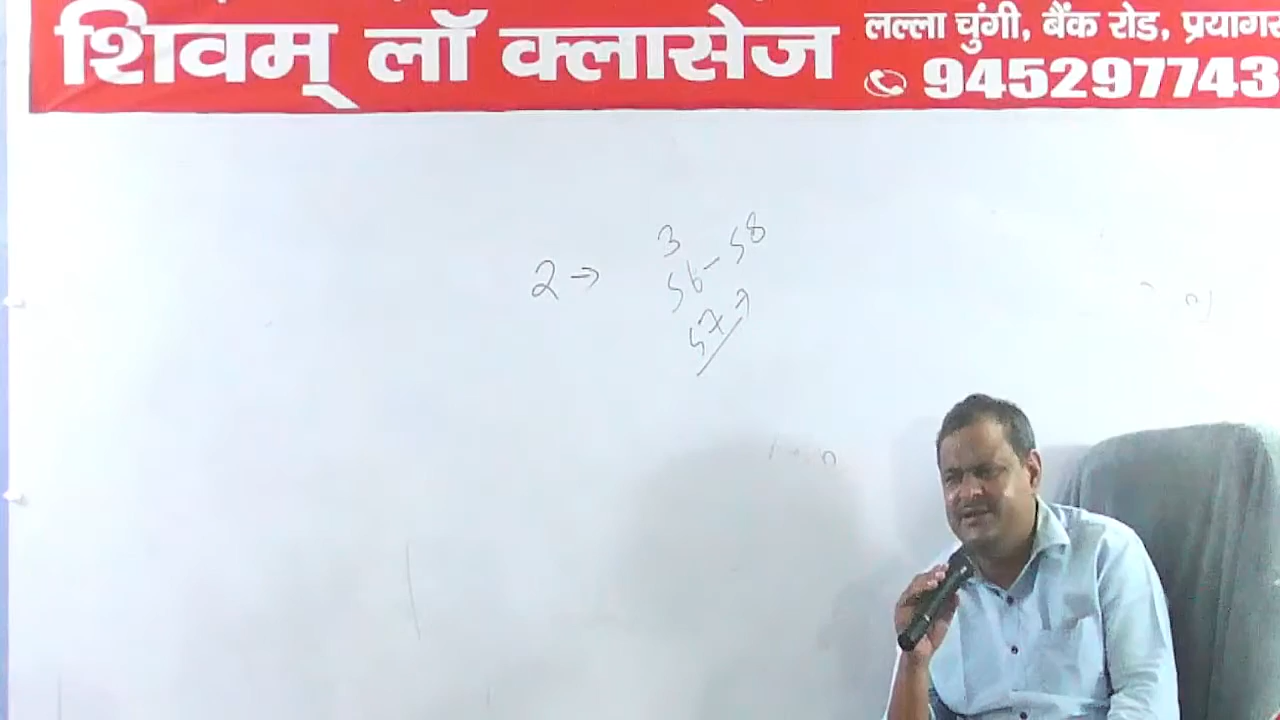 शिवम् लॉ क्लासेज
लल्ला चुंगी, बैंक रोड, प्रयाग
945297743
3
2 → 56-58
57 →